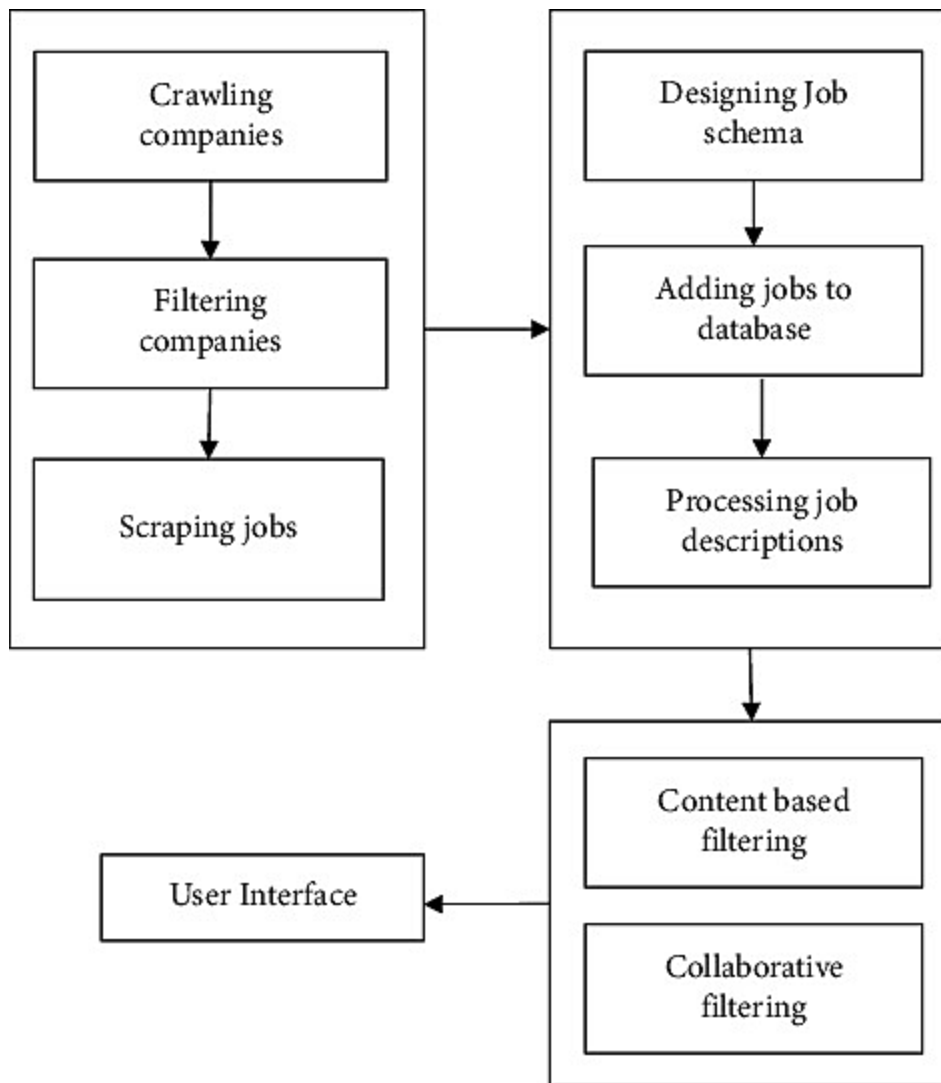 Crawling
companies
Filtering
companies
Scraping jobs
Designing Job
schema
Adding jobs to
database
Processing job
descriptions
Content based
filtering
Collaborative
filtering
User Interface